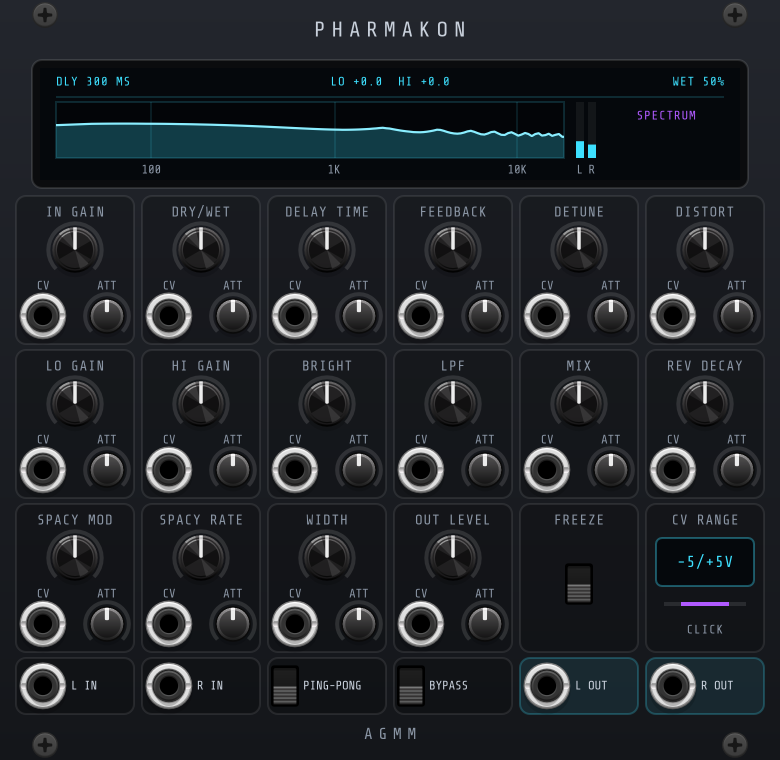 PHARMAKON
DLY 300 MS LO +0.0 HI +0.0 WET 50%
SPECTRUM
100 1K 10K L R
IN GAIN DRY/WET DELAY TIME FEEDBACK DETUNE DISTORT
CV ATT CV ATT CV ATT CV ATT CV ATT CV ATT
LO GAIN HI GAIN BRIGHT LPF MIX REV DECAY
CV ATT CV ATT CV ATT CV ATT CV ATT CV ATT
SPACY MOD SPACY RATE WIDTH OUT LEVEL FREEZE CV RANGE
-5/+5V
CV ATT CV ATT CV ATT CV ATT
CLICK
L IN R IN PING-PONG BYPASS L OUT R OUT
AGMM